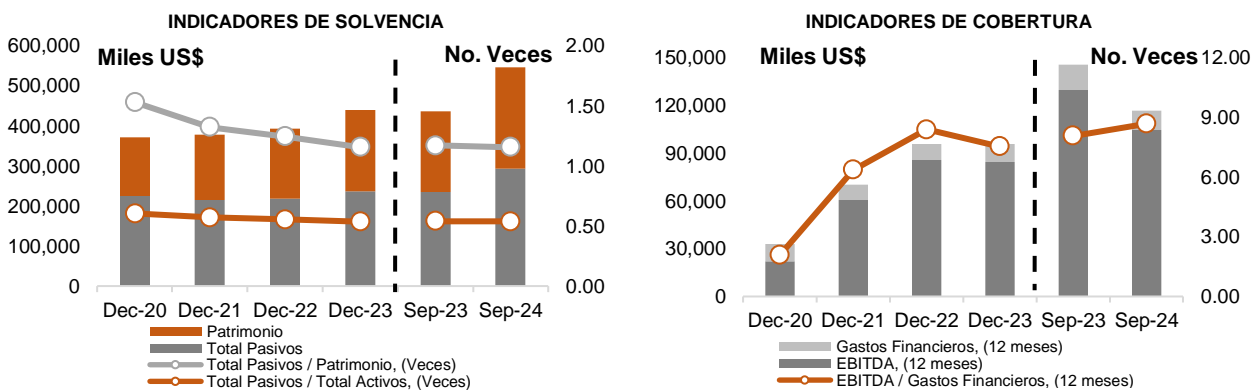 INDICADORES DE SOLVENCIA
Miles US$
No. Veces
600,000
500,000
400,000
300,000
200,000
100,000
0
2.00
1.50
1.00
0.50
0.00
Dec-20 Dec-21 Dec-22 Dec-23 Sep-23 Sep-24
Patrimonio
Total Pasivos
Total Pasivos / Patrimonio, (Veces)
Total Pasivos / Total Activos, (Veces)
INDICADORES DE COBERTURA
Miles US$
No. Veces
150,000
120,000
90,000
60,000
30,000
0
12.00
9.00
6.00
3.00
0.00
Dec-20 Dec-21 Dec-22 Dec-23 Sep-23 Sep-24
Gastos Financieros, (12 meses)
EBITDA, (12 meses)
EBITDA / Gastos Financieros, (12 meses)